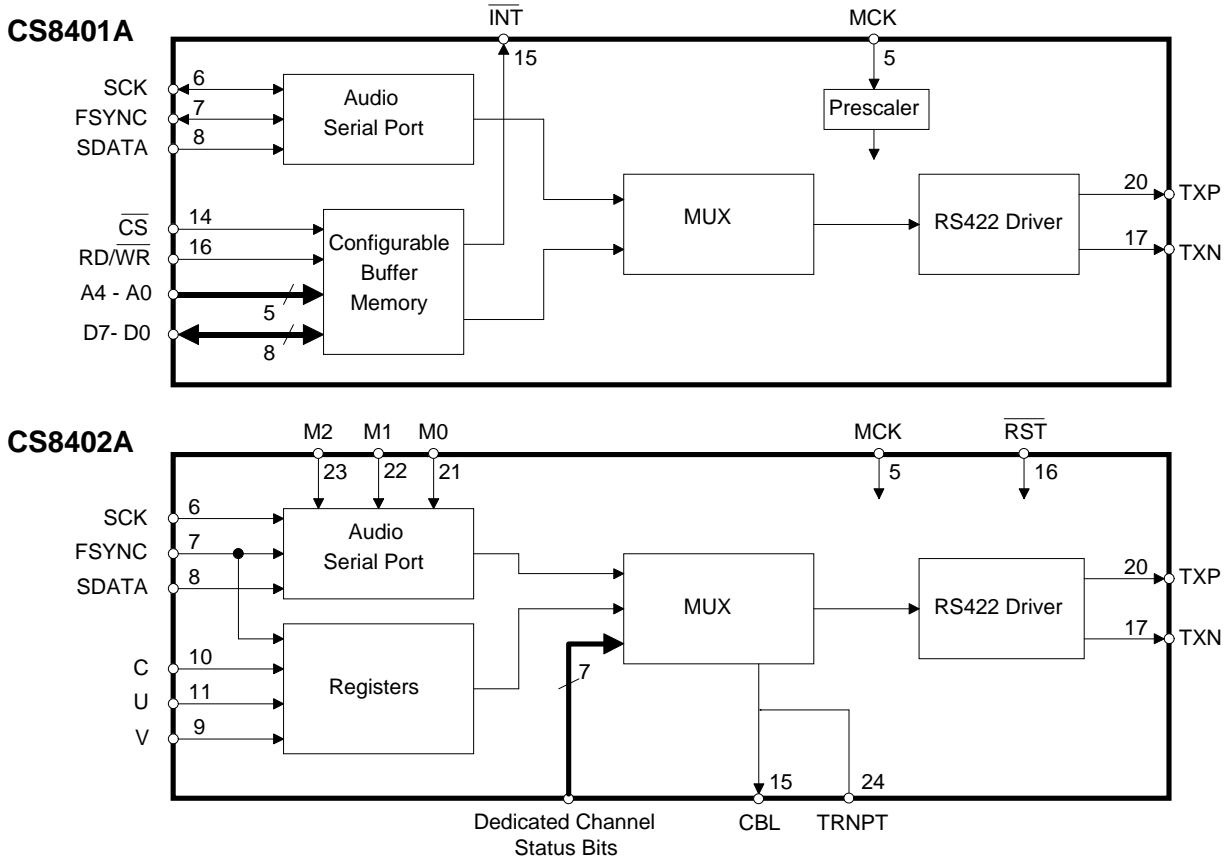 CS8401A
INT
MCK
15
5
SCK
6
FSYNC
7
SDATA
8
Audio
Serial Port
Prescaler
CS
14
RD/WR
16
A4 - A0
5
D7- D0
8
Configurable
Buffer
Memory
MUX
RS422 Driver
20
TXP
17
TXN
CS8402A
M2
M1
M0
MCK
RST
23
22
21
5
16
SCK
6
FSYNC
7
SDATA
8
Audio
Serial Port
C
10
U
11
V
9
Registers
MUX
7
RS422 Driver
20
TXP
17
TXN
15
24
Dedicated Channel
Status Bits
CBL
TRNPT